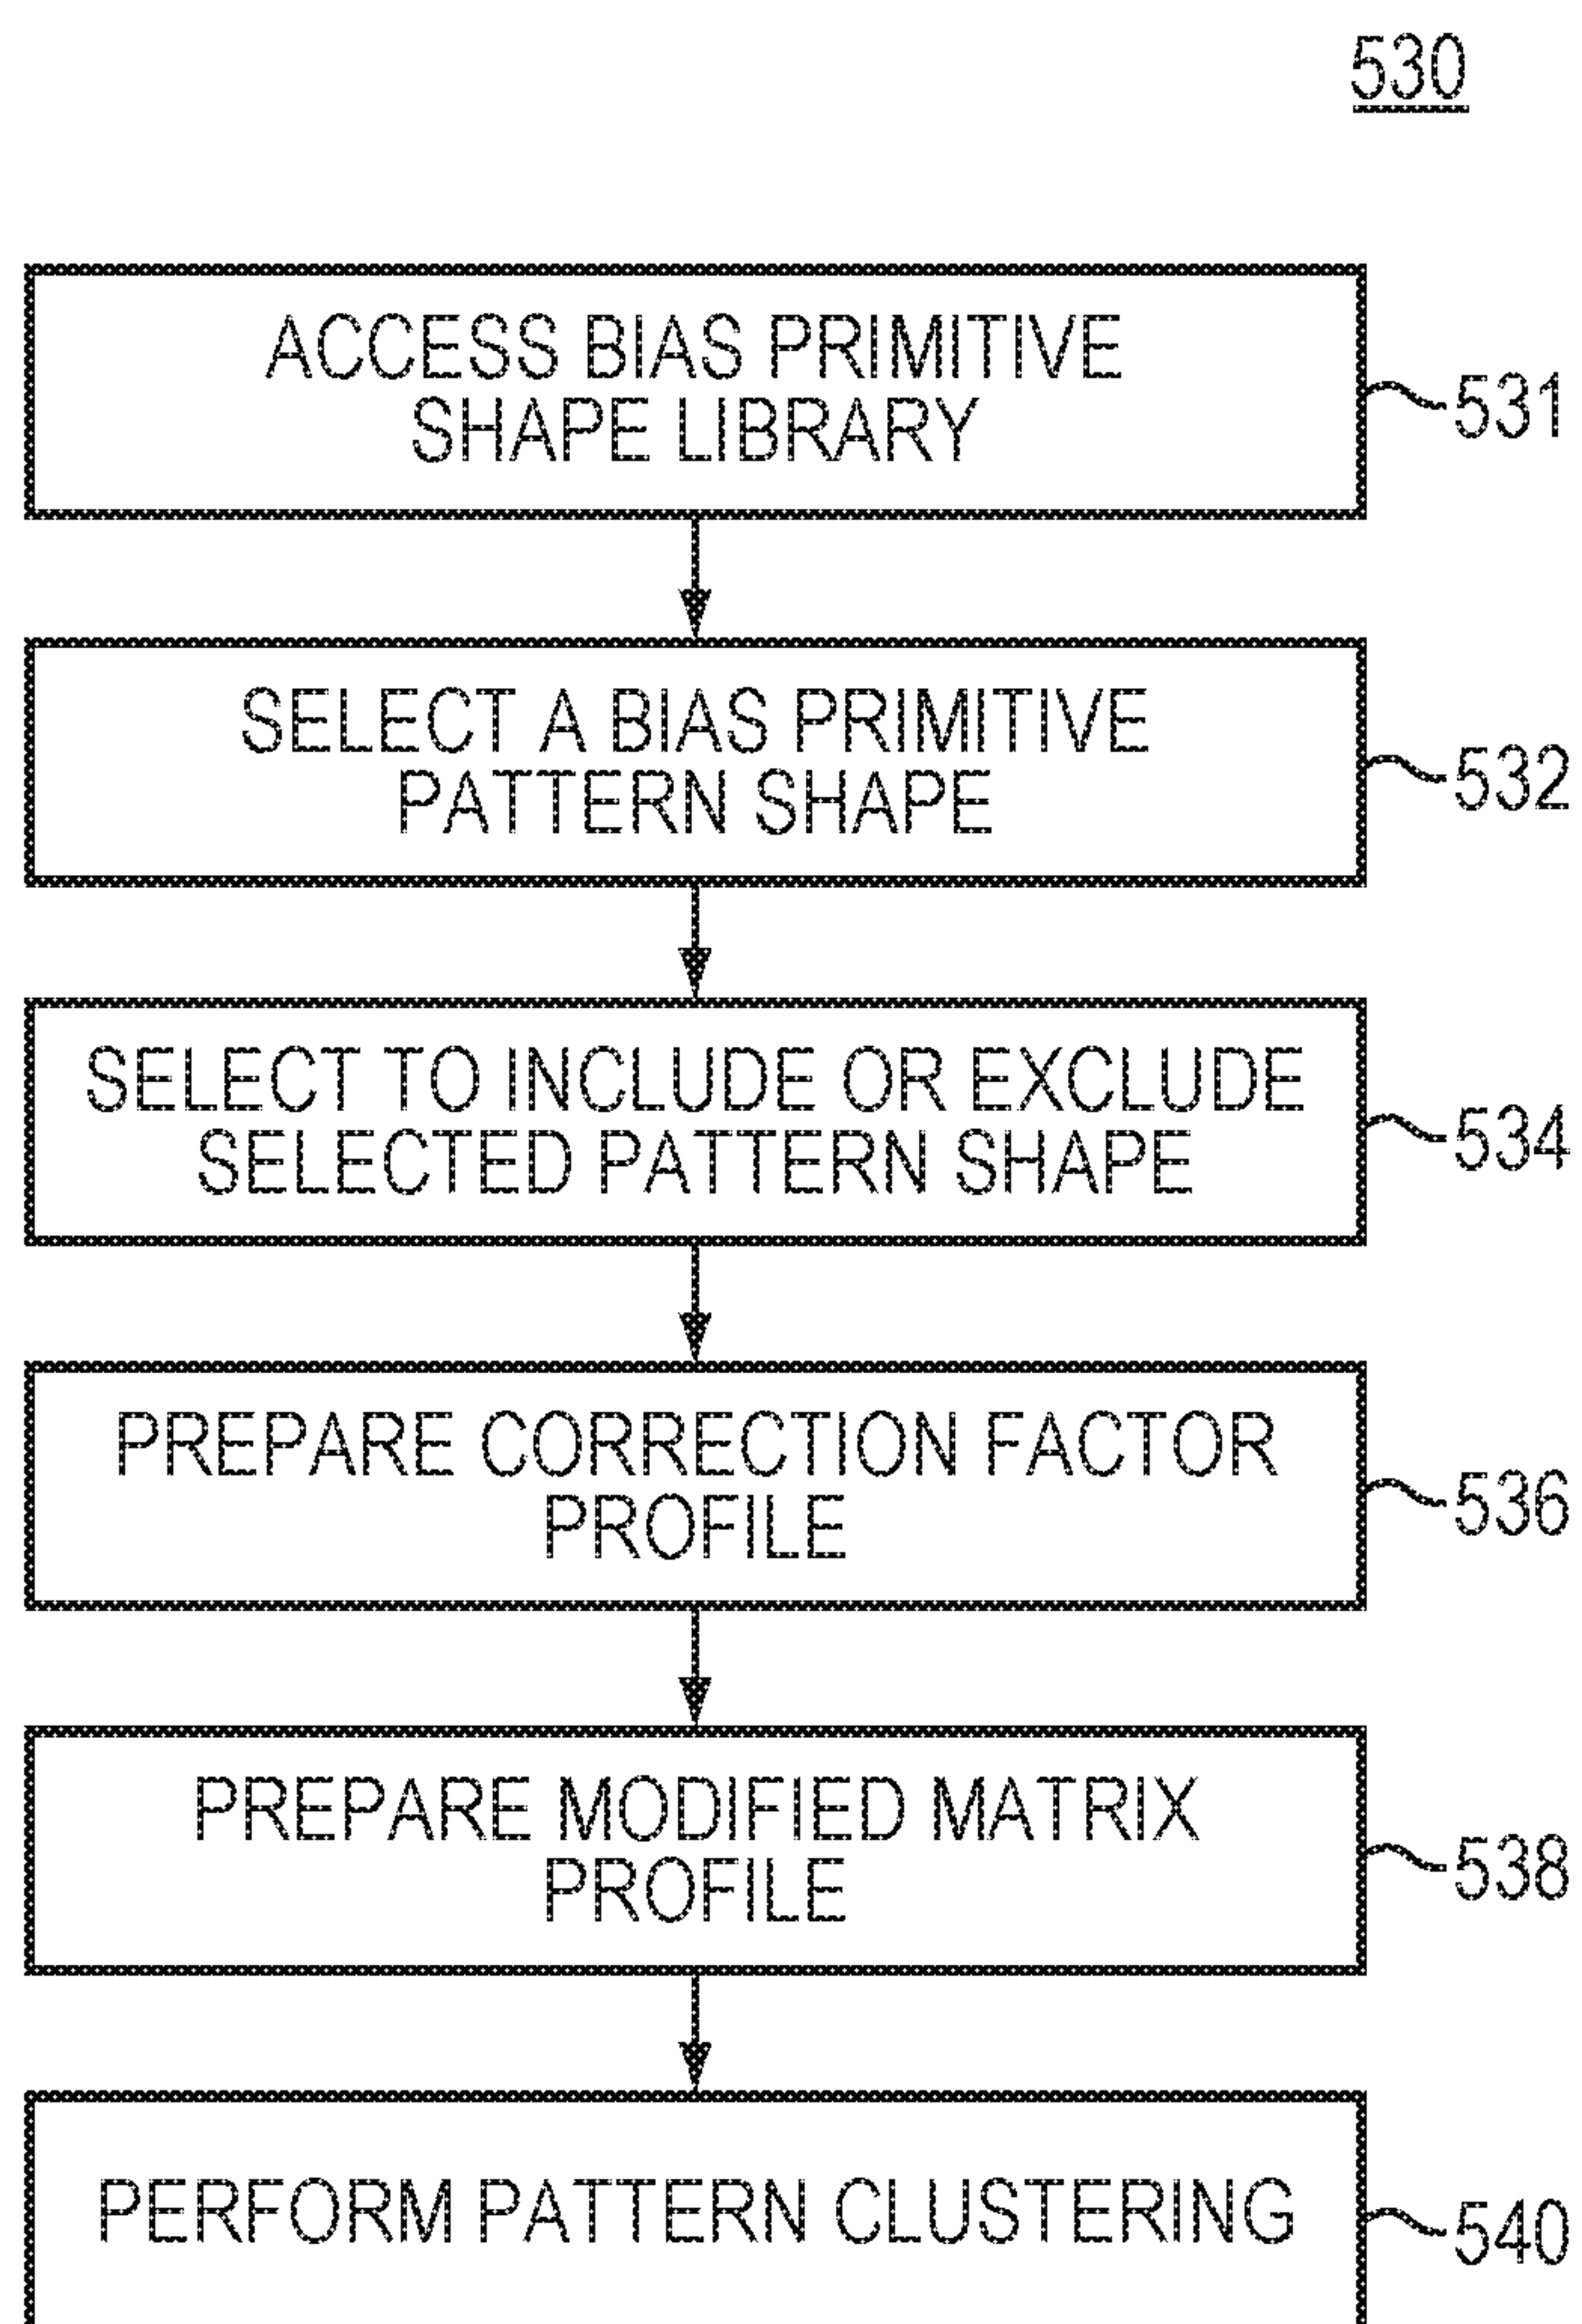 530
ACCESS BIAS PRIMITIVE
SHAPE LIBRARY
531
SELECT A BIAS PRIMITIVE
PATTERN SHAPE
532
SELECT TO INCLUDE OR EXCLUDE
SELECTED PATTERN SHAPE
534
PREPARE CORRECTION FACTOR
PROFILE
536
PREPARE MODIFIED MATRIX
PROFILE
538
PERFORM PATTERN CLUSTERING
540